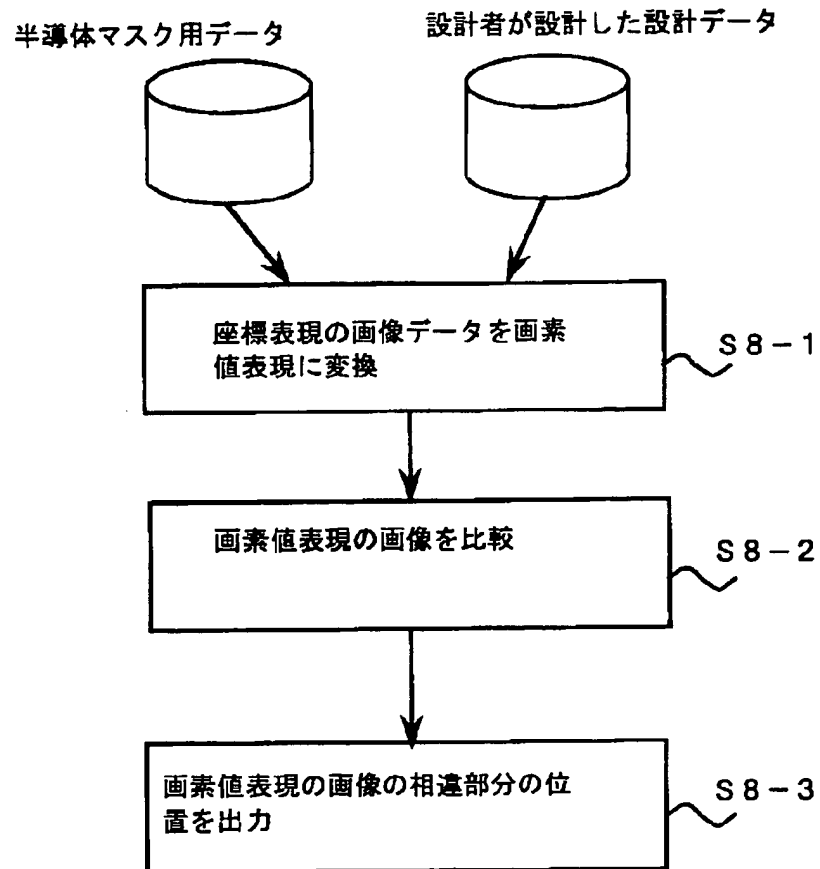 半導体マスク用データ
設計者が設計した設計データ
座標表現の画像データを画素
値表現に変換
S8-1
画素値表現の画像を比較
S8-2
画素値表現の画像の相違部分の位
置を出力
S8-3